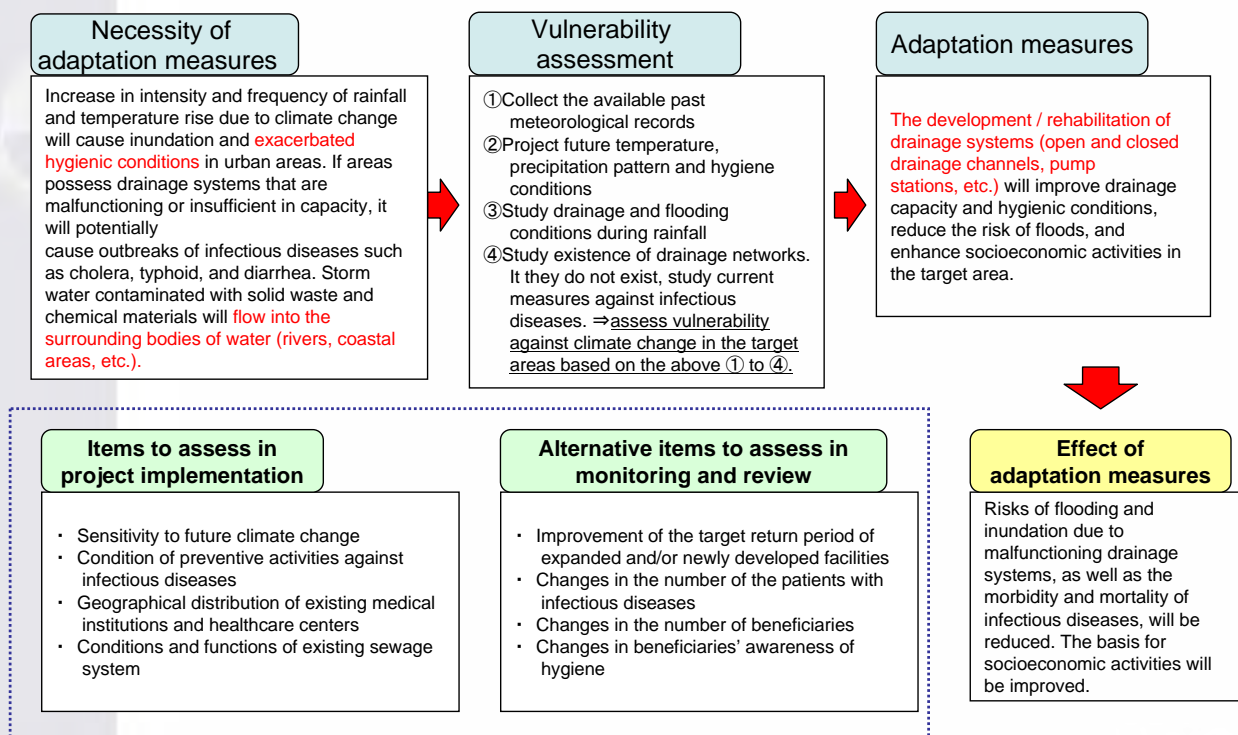 Necessity of
adaptation measures
Increase in intensity and frequency of rainfall
and temperature rise due to climate change
will cause inundation and exacerbated
hygienic conditions in urban areas. If areas
possess drainage systems that are
malfunctioning or insufficient in capacity, it
will potentially
cause outbreaks of infectious diseases such
as cholera, typhoid, and diarrhea. Storm
water contaminated with solid waste and
chemical materials will flow into the
surrounding bodies of water (rivers, coastal
areas, etc.).
Vulnerability
assessment
①Collect the available past
meteorological records
②Project future temperature,
precipitation pattern and hygiene
conditions
③Study drainage and flooding
conditions during rainfall
④Study existence of drainage networks.
It they do not exist, study current
measures against infectious
diseases. ⇒assess vulnerability
against climate change in the target
areas based on the above ① to ④.
Adaptation measures
The development / rehabilitation of
drainage systems (open and closed
drainage channels, pump
stations, etc.) will improve drainage
capacity and hygienic conditions,
reduce the risk of floods, and
enhance socioeconomic activities in
the target area.
Items to assess in
project implementation
・ Sensitivity to future climate change
・ Condition of preventive activities against
infectious diseases
・ Geographical distribution of existing medical
institutions and healthcare centers
・ Conditions and functions of existing sewage
system
Alternative items to assess in
monitoring and review
・ Improvement of the target return period of
expanded and/or newly developed facilities
・ Changes in the number of the patients with
infectious diseases
・ Changes in the number of beneficiaries
・ Changes in beneficiaries' awareness of
hygiene
Effect of
adaptation measures
Risks of flooding and
inundation due to
malfunctioning drainage
systems, as well as the
morbidity and mortality of
infectious diseases, will be
reduced. The basis for
socioeconomic activities will
be improved.